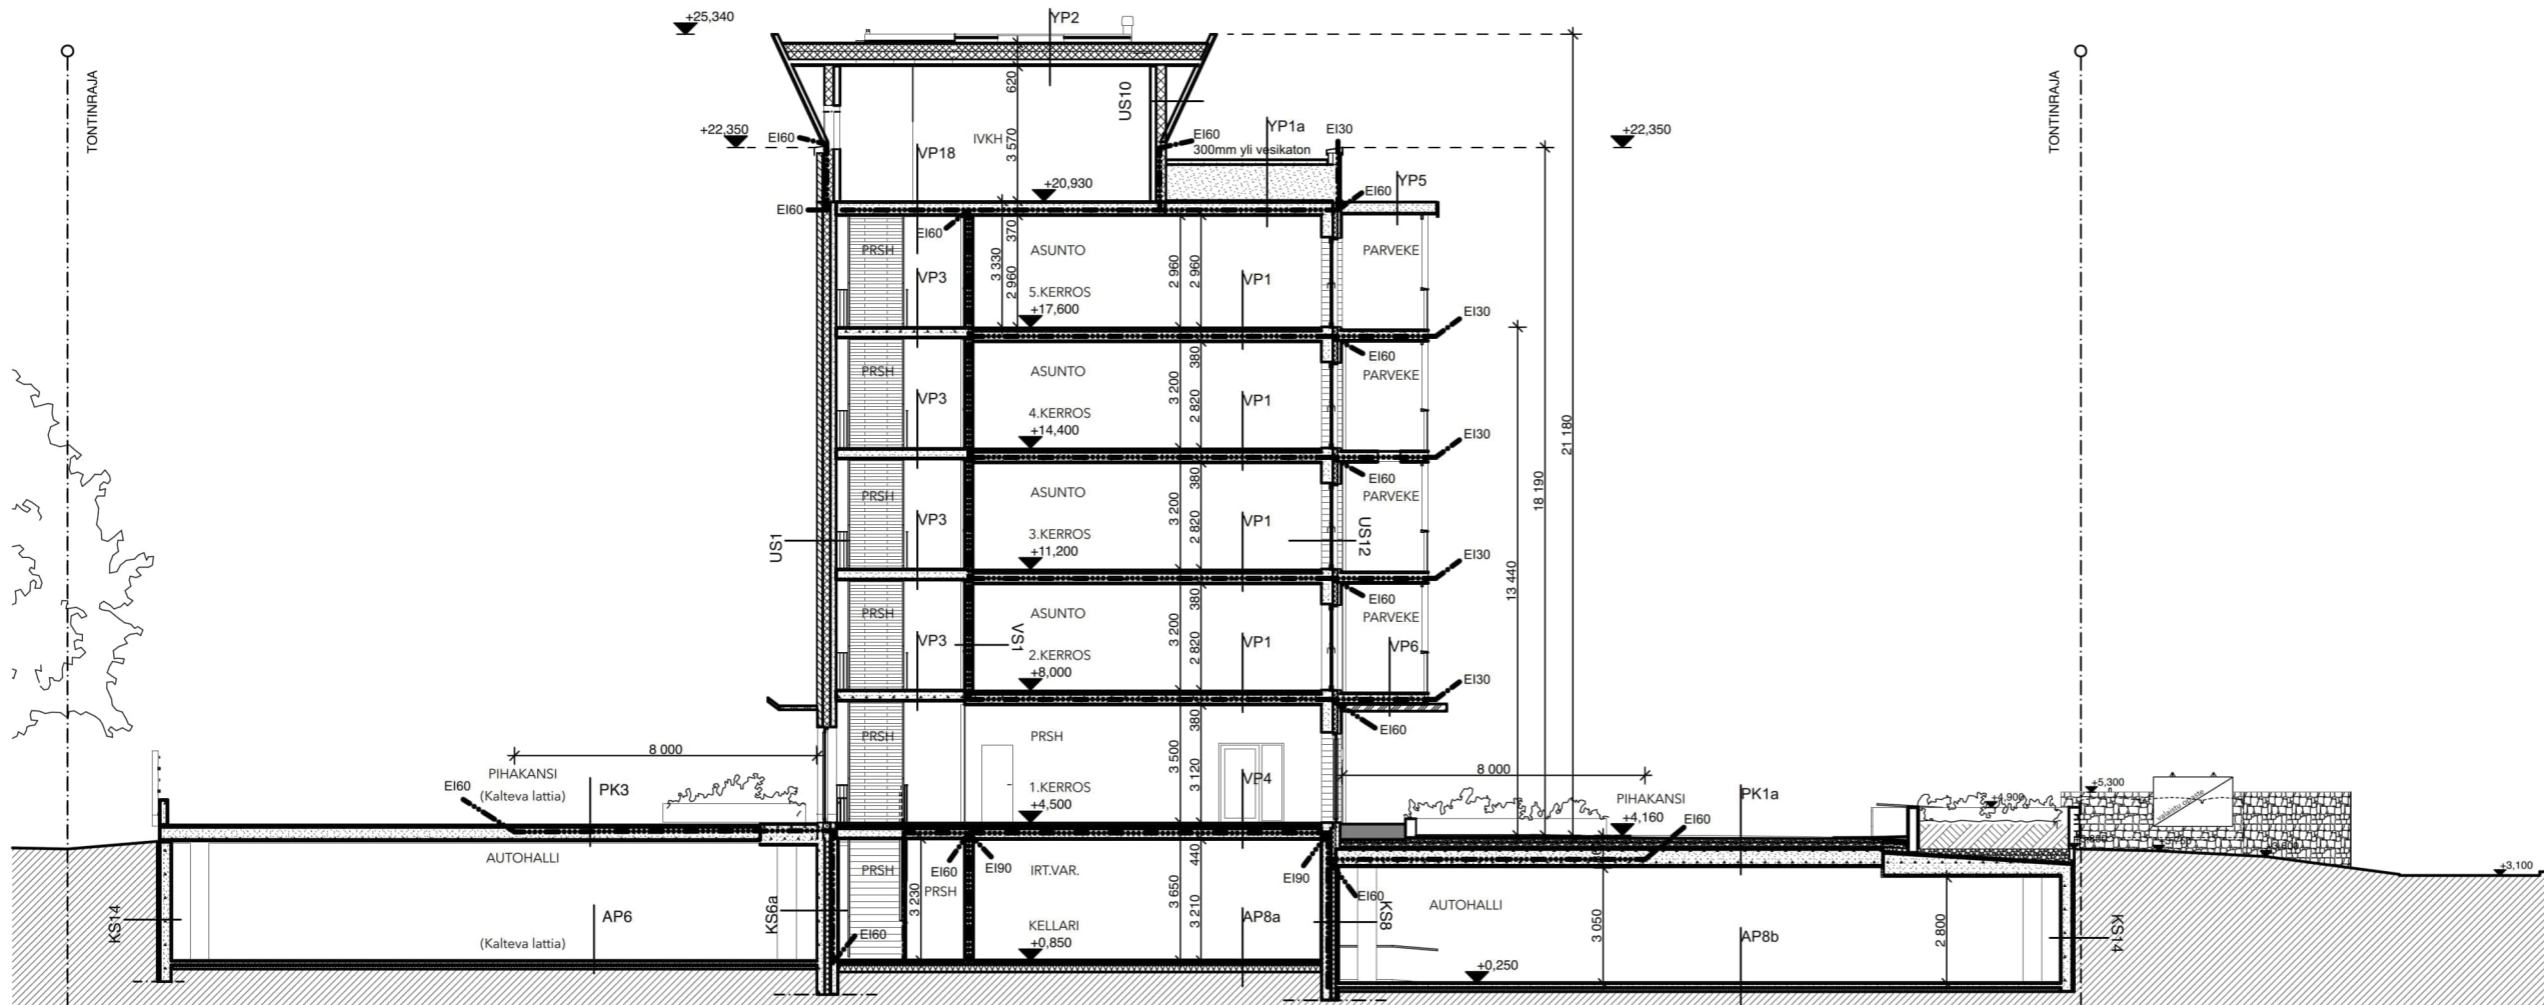 +25,340
YP2
TONTINRAJA
TONTINRAJA
620
US10
+22,350
EI60
IVKH
3 570
VP18
EI60
300mm yli vesikaton
YP1a
EI30
+22,350
+20,930
EI60
EI60
YP5
EI60
370
PRSH
ASUNTO
PARVEKE
3 330
2 960
2 960
2 960
VP3
VP1
5.KERROS
+17,600
EI30
380
EI60
PRSH
ASUNTO
PARVEKE
VP3
3 200
2 820
VP1
4.KERROS
+14,400
EI30
21 180
380
EI60
PRSH
ASUNTO
PARVEKE
18 190
VP3
3 200
2 820
VP1
US1
3.KERROS
US12
+11,200
EI30
13 440
380
EI60
PRSH
ASUNTO
PARVEKE
VP3
VS1
3 200
2 820
VP1
VP6
2.KERROS
+8,000
EI30
380
EI60
PRSH
PRSH
8 000
3 500
3 120
8 000
PIHAKANSI
(Kalteva lattia)
EI60
PK3
1.KERROS
+4,500
VP4
PIHAKANSI
+4,160
PK1a
EI60
+4,900
+5,300
valaistu opaste
+3,100
AUTOHALLI
PRSH
EI60
PRSH
EI90
IRT.VAR.
440
EI90
EI60
3 230
3 650
3 210
KS14
AP6
KS6a
KELLARI
+0,850
AP8a
KS8
AUTOHALLI
3 050
AP8b
2 800
KS14
(Kalteva lattia)
EI60
+0,250